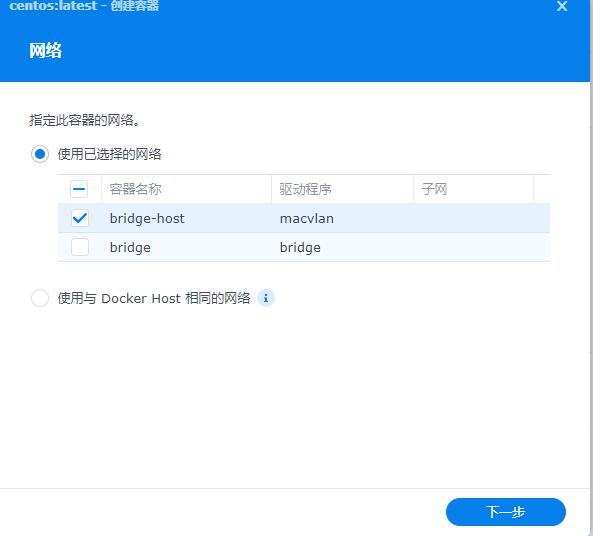 centos:latest - 创建容器
网络
指定此容器的网络。
使用已选择的网络
容器名称 驱动程序 子网
bridge-host macvlan
bridge bridge
使用与 Docker Host 相同的网络 i
下一步